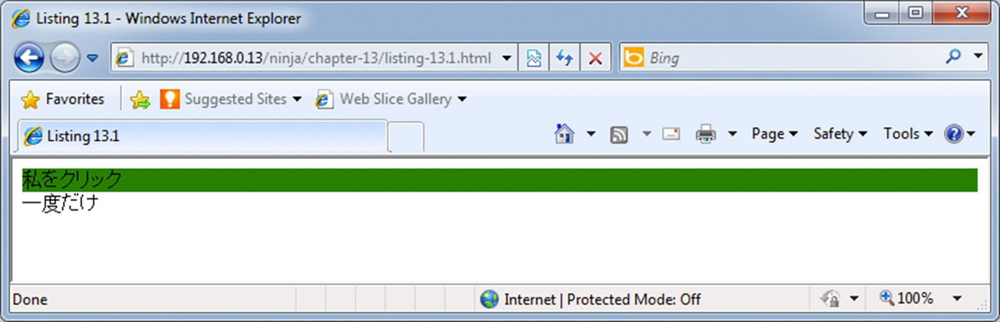 Listing 13.1 - Windows Internet Explorer
http://192.168.0.13/ninja/chapter-13/listing-13.1.html Bing
Favorites Suggested Sites Web Slice Gallery
Listing 13.1 Page Safety Tools
私をクリック
一度だけ
Done Internet | Protected Mode: Off 100%